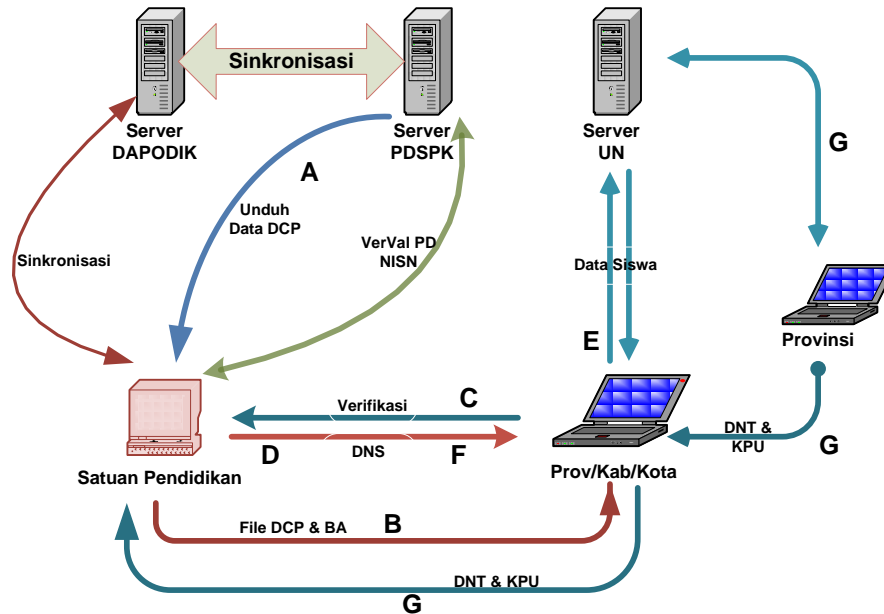 Sinkronisasi
Server
DAPODIK
Server
PDSPK
Server
UN
A
G
Unduh
Data DCP
VerVal PD
NISN
Sinkronisasi
Data Siswa
E
Provinsi
C
Verifikasi
D
DNS
F
DNT &
KPU
G
Satuan Pendidikan
Prov/Kab/Kota
File DCP & BA
B
DNT & KPU
G